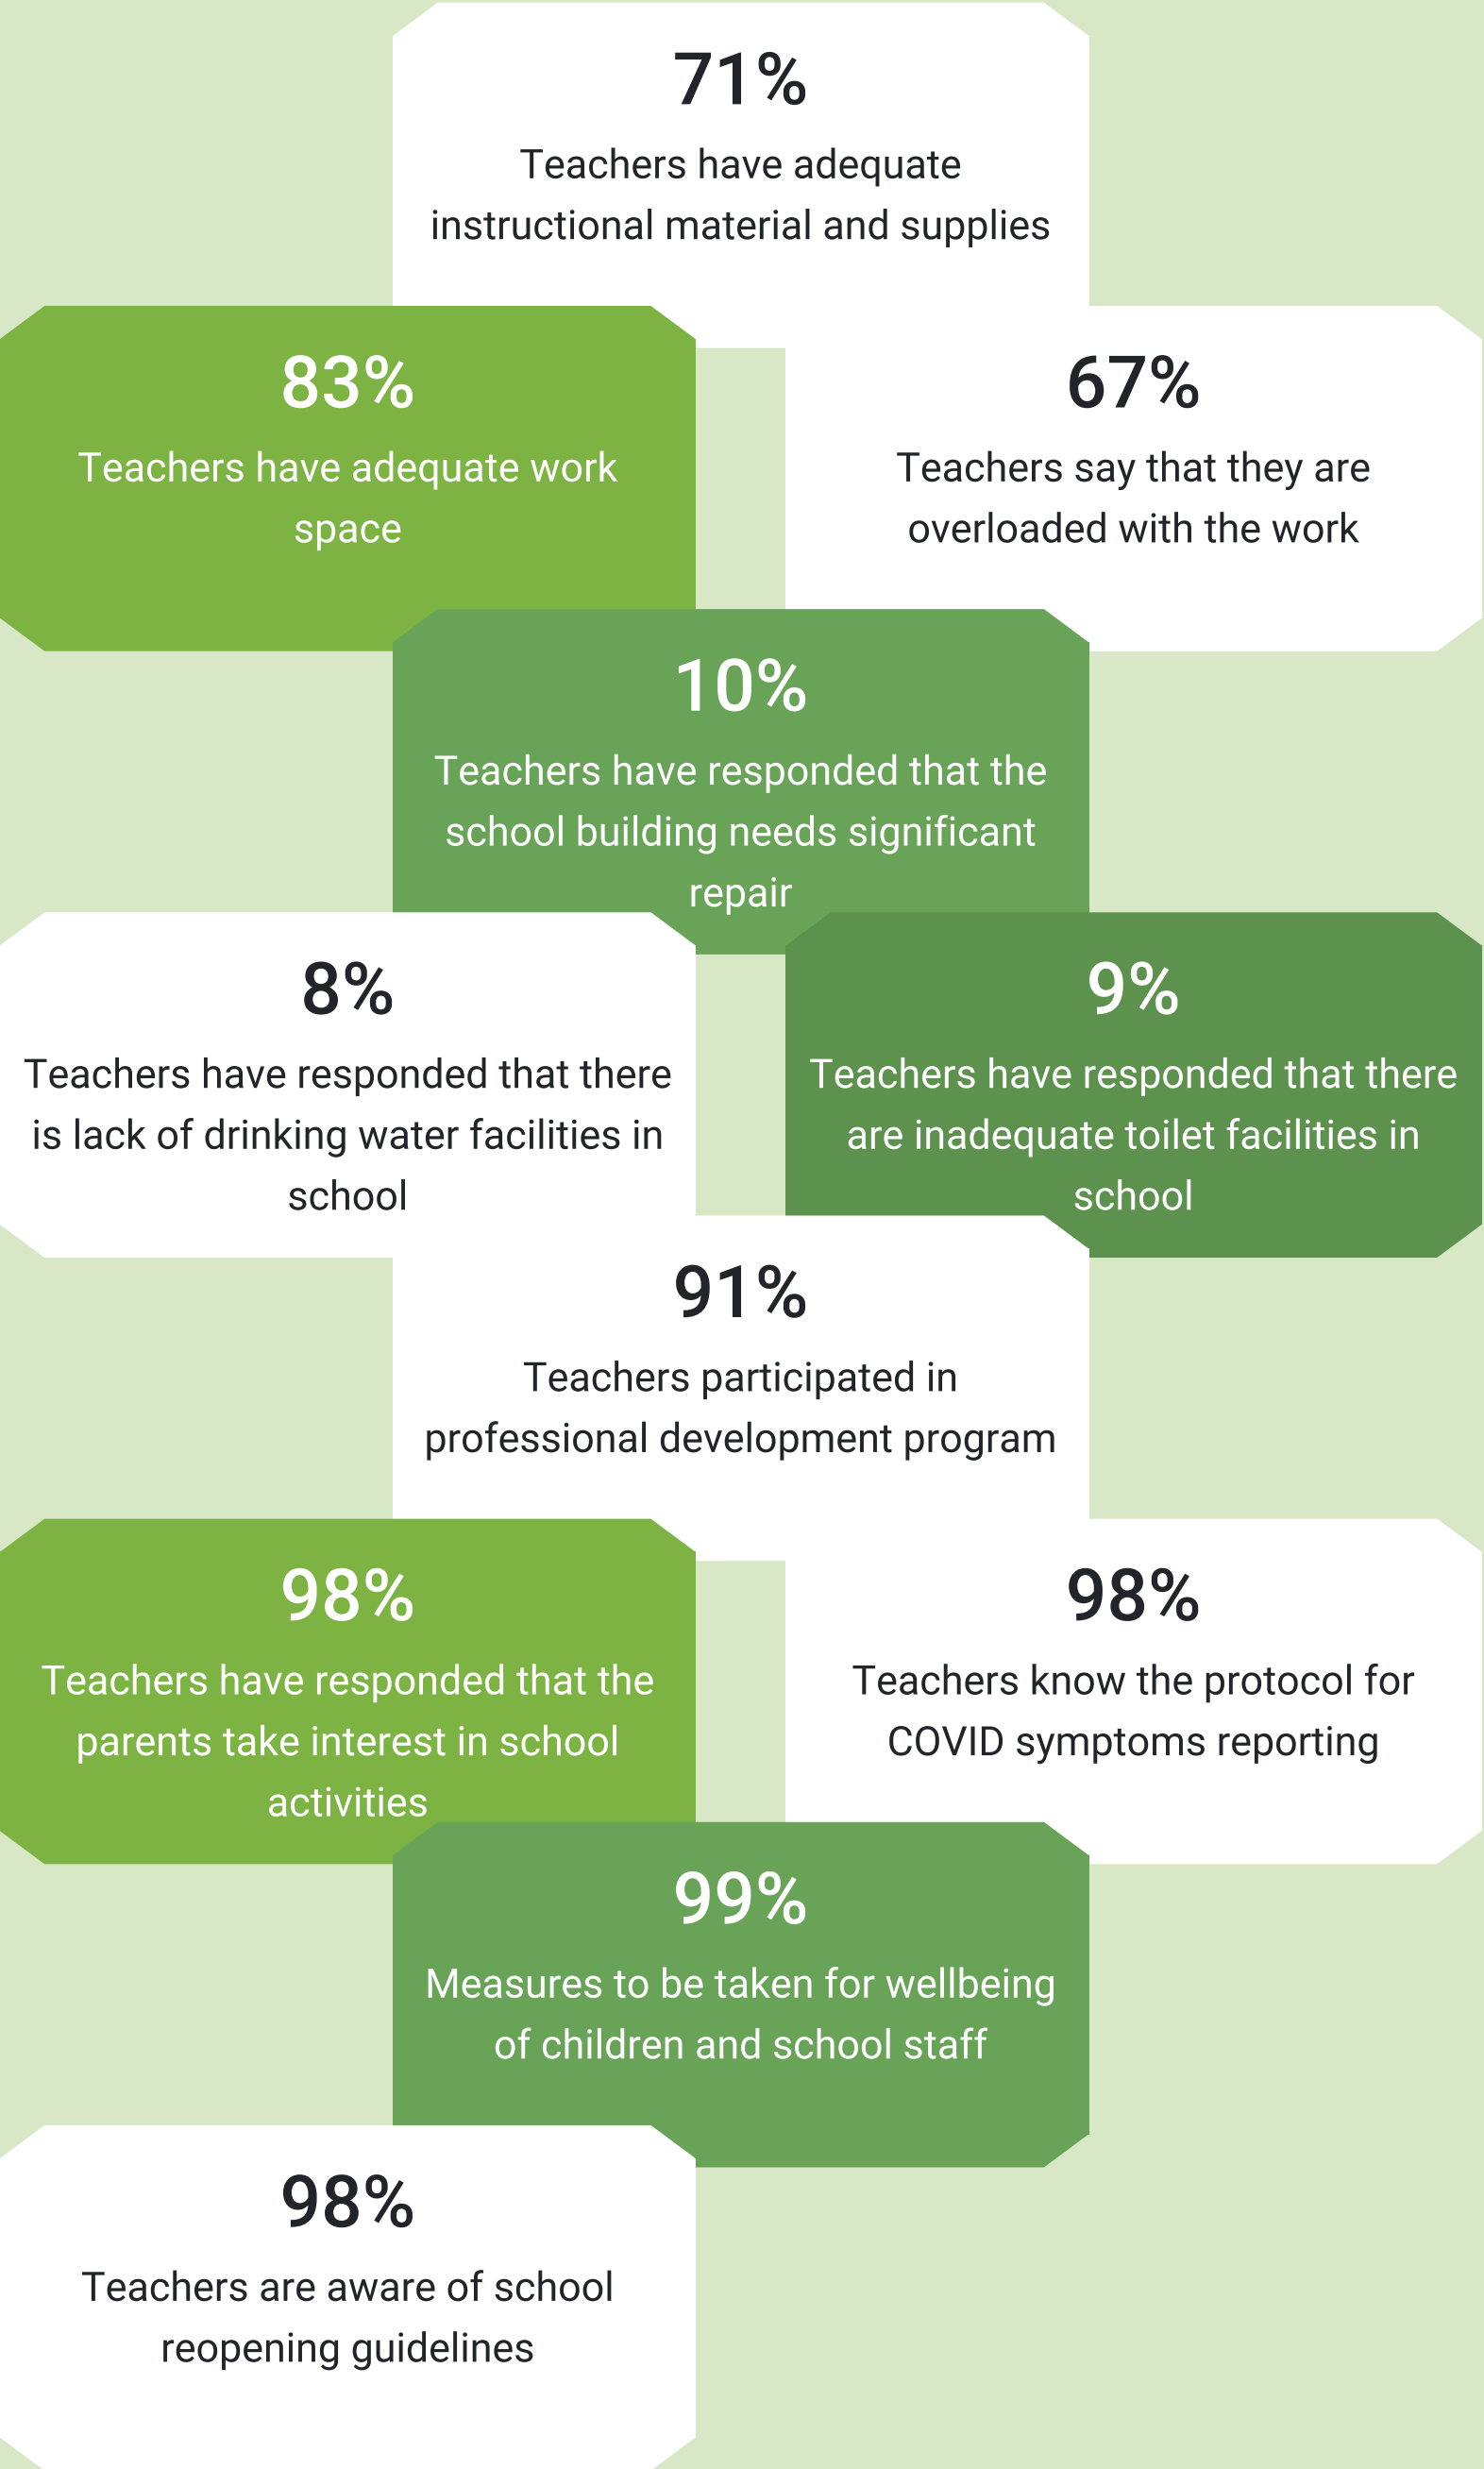 71%
Teachers have adequate
instructional material and supplies
83%
Teachers have adequate work
space
67%
Teachers say that they are
overloaded with the work
10%
Teachers have responded that the
school building needs significant
repair
8%
Teachers have responded that there
is lack of drinking water facilities in
school
9%
Teachers have responded that there
are inadequate toilet facilities in
school
91%
Teachers participated in
professional development program
98%
Teachers have responded that the
parents take interest in school
activities
98%
Teachers know the protocol for
COVID symptoms reporting
99%
Measures to be taken for wellbeing
of children and school staff
98%
Teachers are aware of school
reopening guidelines